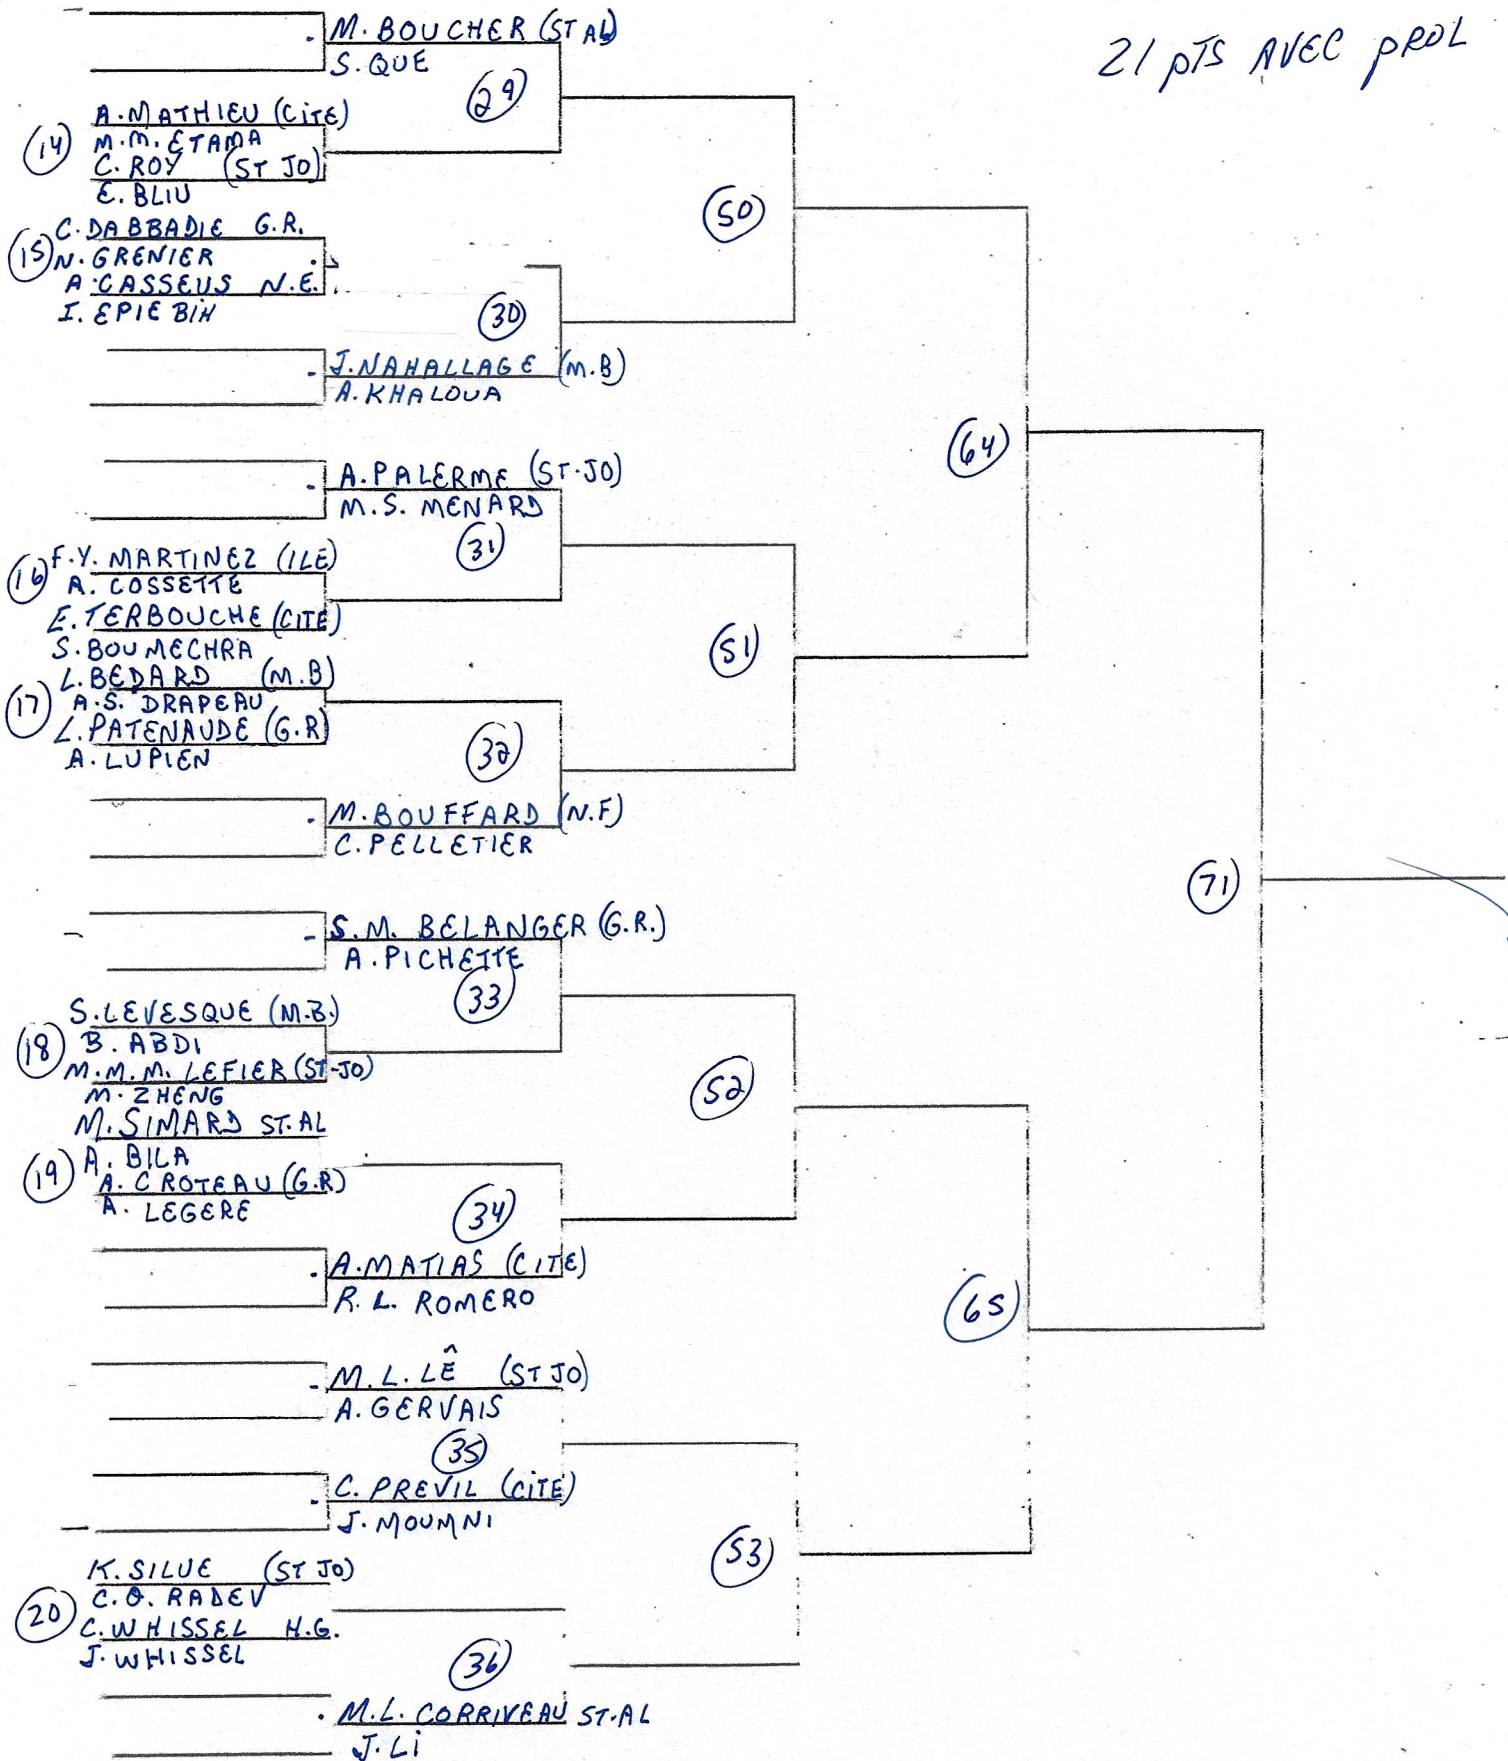 21 pTS AVEC pROL
M. BOUCHER (ST AL)
S. QUE
29
A. MATHIEU (CiTE)
14
M.M. ETAMA
C. ROY (ST JO)
E. BLIU
50
C. DABBADIE G.R.
15
N. GRENIER
A. CASSEUS N.E.
I. EPIE BIH
30
J. NAHALLAGE (M.B)
A. KHALOUA
64
A. PALERME (ST-JO)
M.S. MENARD
31
F.Y. MARTINEZ (ILE)
16
A. COSSETTE
E. TERBOUCHE (CITE)
S. BOUMECHRA
51
L. BEDARD (M.B)
17
A.S. DRAPEAU
L. PATENAUDE (G.R)
A. LUPIEN
32
M. BOUFFARD (N.F)
C. PELLETIER
71
S.M. BELANGER (G.R.)
A. PICHETTE
33
S. LEVESQUE (M.B.)
18
B. ABDI
M.M.M. LEFIER (ST-JO)
M. ZHENG
52
M. SIMARD ST. AL
19
A. BILA
A. CROTEAU (G.R)
A. LEGERE
34
A. MATIAS (CITE)
R. L. ROMERO
65
M. L. LÊ (ST JO)
A. GERVAIS
35
C. PREVIL (CiTE)
J. MOUMNI
53
K. SILUE (ST JO)
20
C.O. RADEV
C. WHISSEL H.G.
J. WHISSEL
36
M.L. CORRIVEAU ST-AL
J. Li